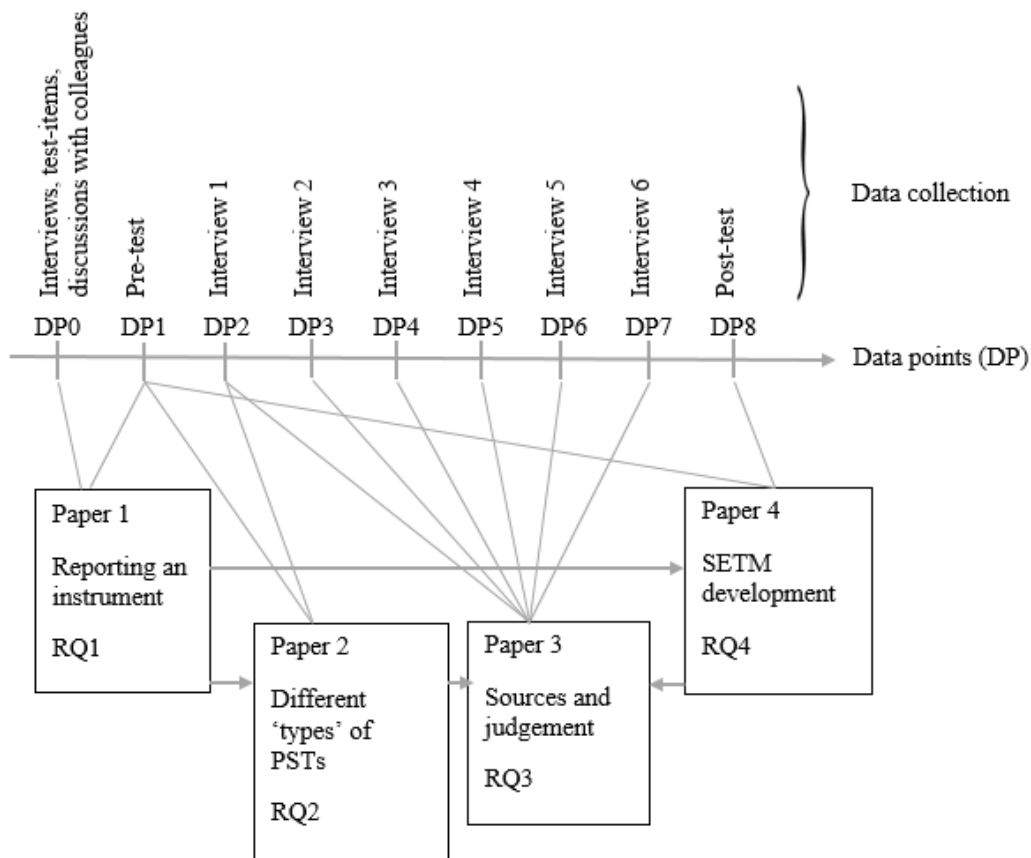 Interviews, test-items,
discussions with colleagues
Pre-test
Interview 1
Interview 2
Interview 3
Interview 4
Interview 5
Interview 6
Post-test
Data collection
DP0
DP1
DP2
DP3
DP4
DP5
DP6
DP7
DP8
Data points (DP)
Paper 1
Reporting an
instrument
RQ1
Paper 2
Different
‘types’ of
PSTs
RQ2
Paper 3
Sources and
judgement
RQ3
Paper 4
SETM
development
RQ4